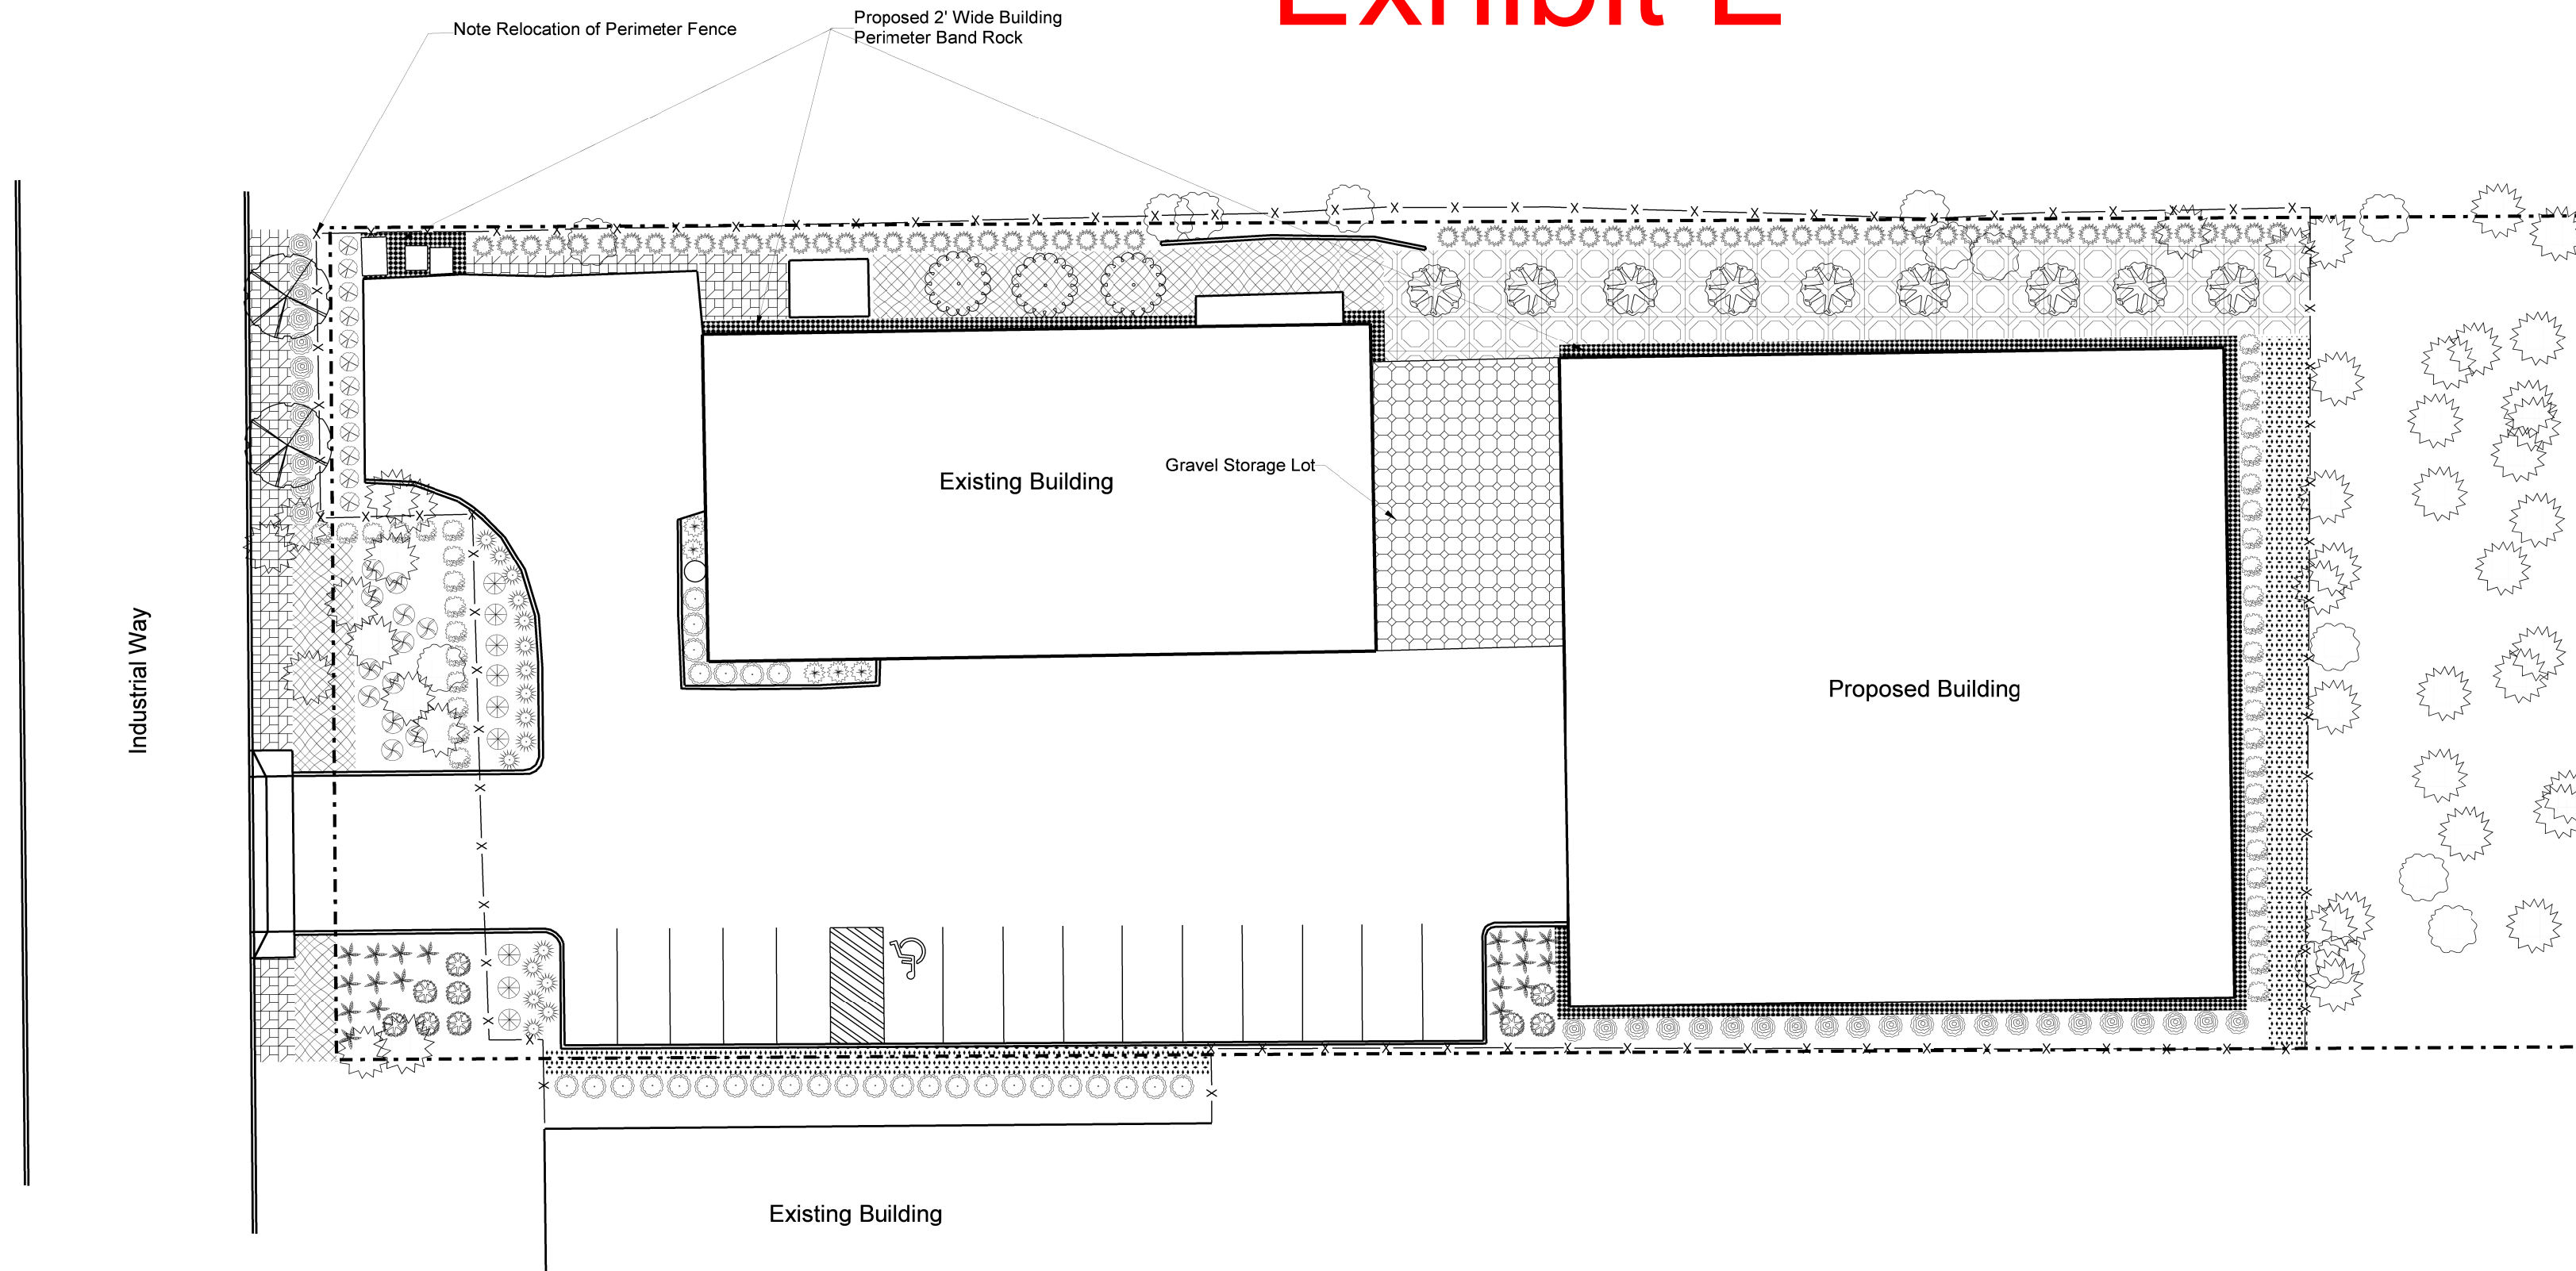 Exhibit E
Note Relocation of Perimeter Fence
Proposed 2' Wide Building
Perimeter Band Rock
Existing Building
Gravel Storage Lot
Proposed Building
Industrial Way
Existing Building